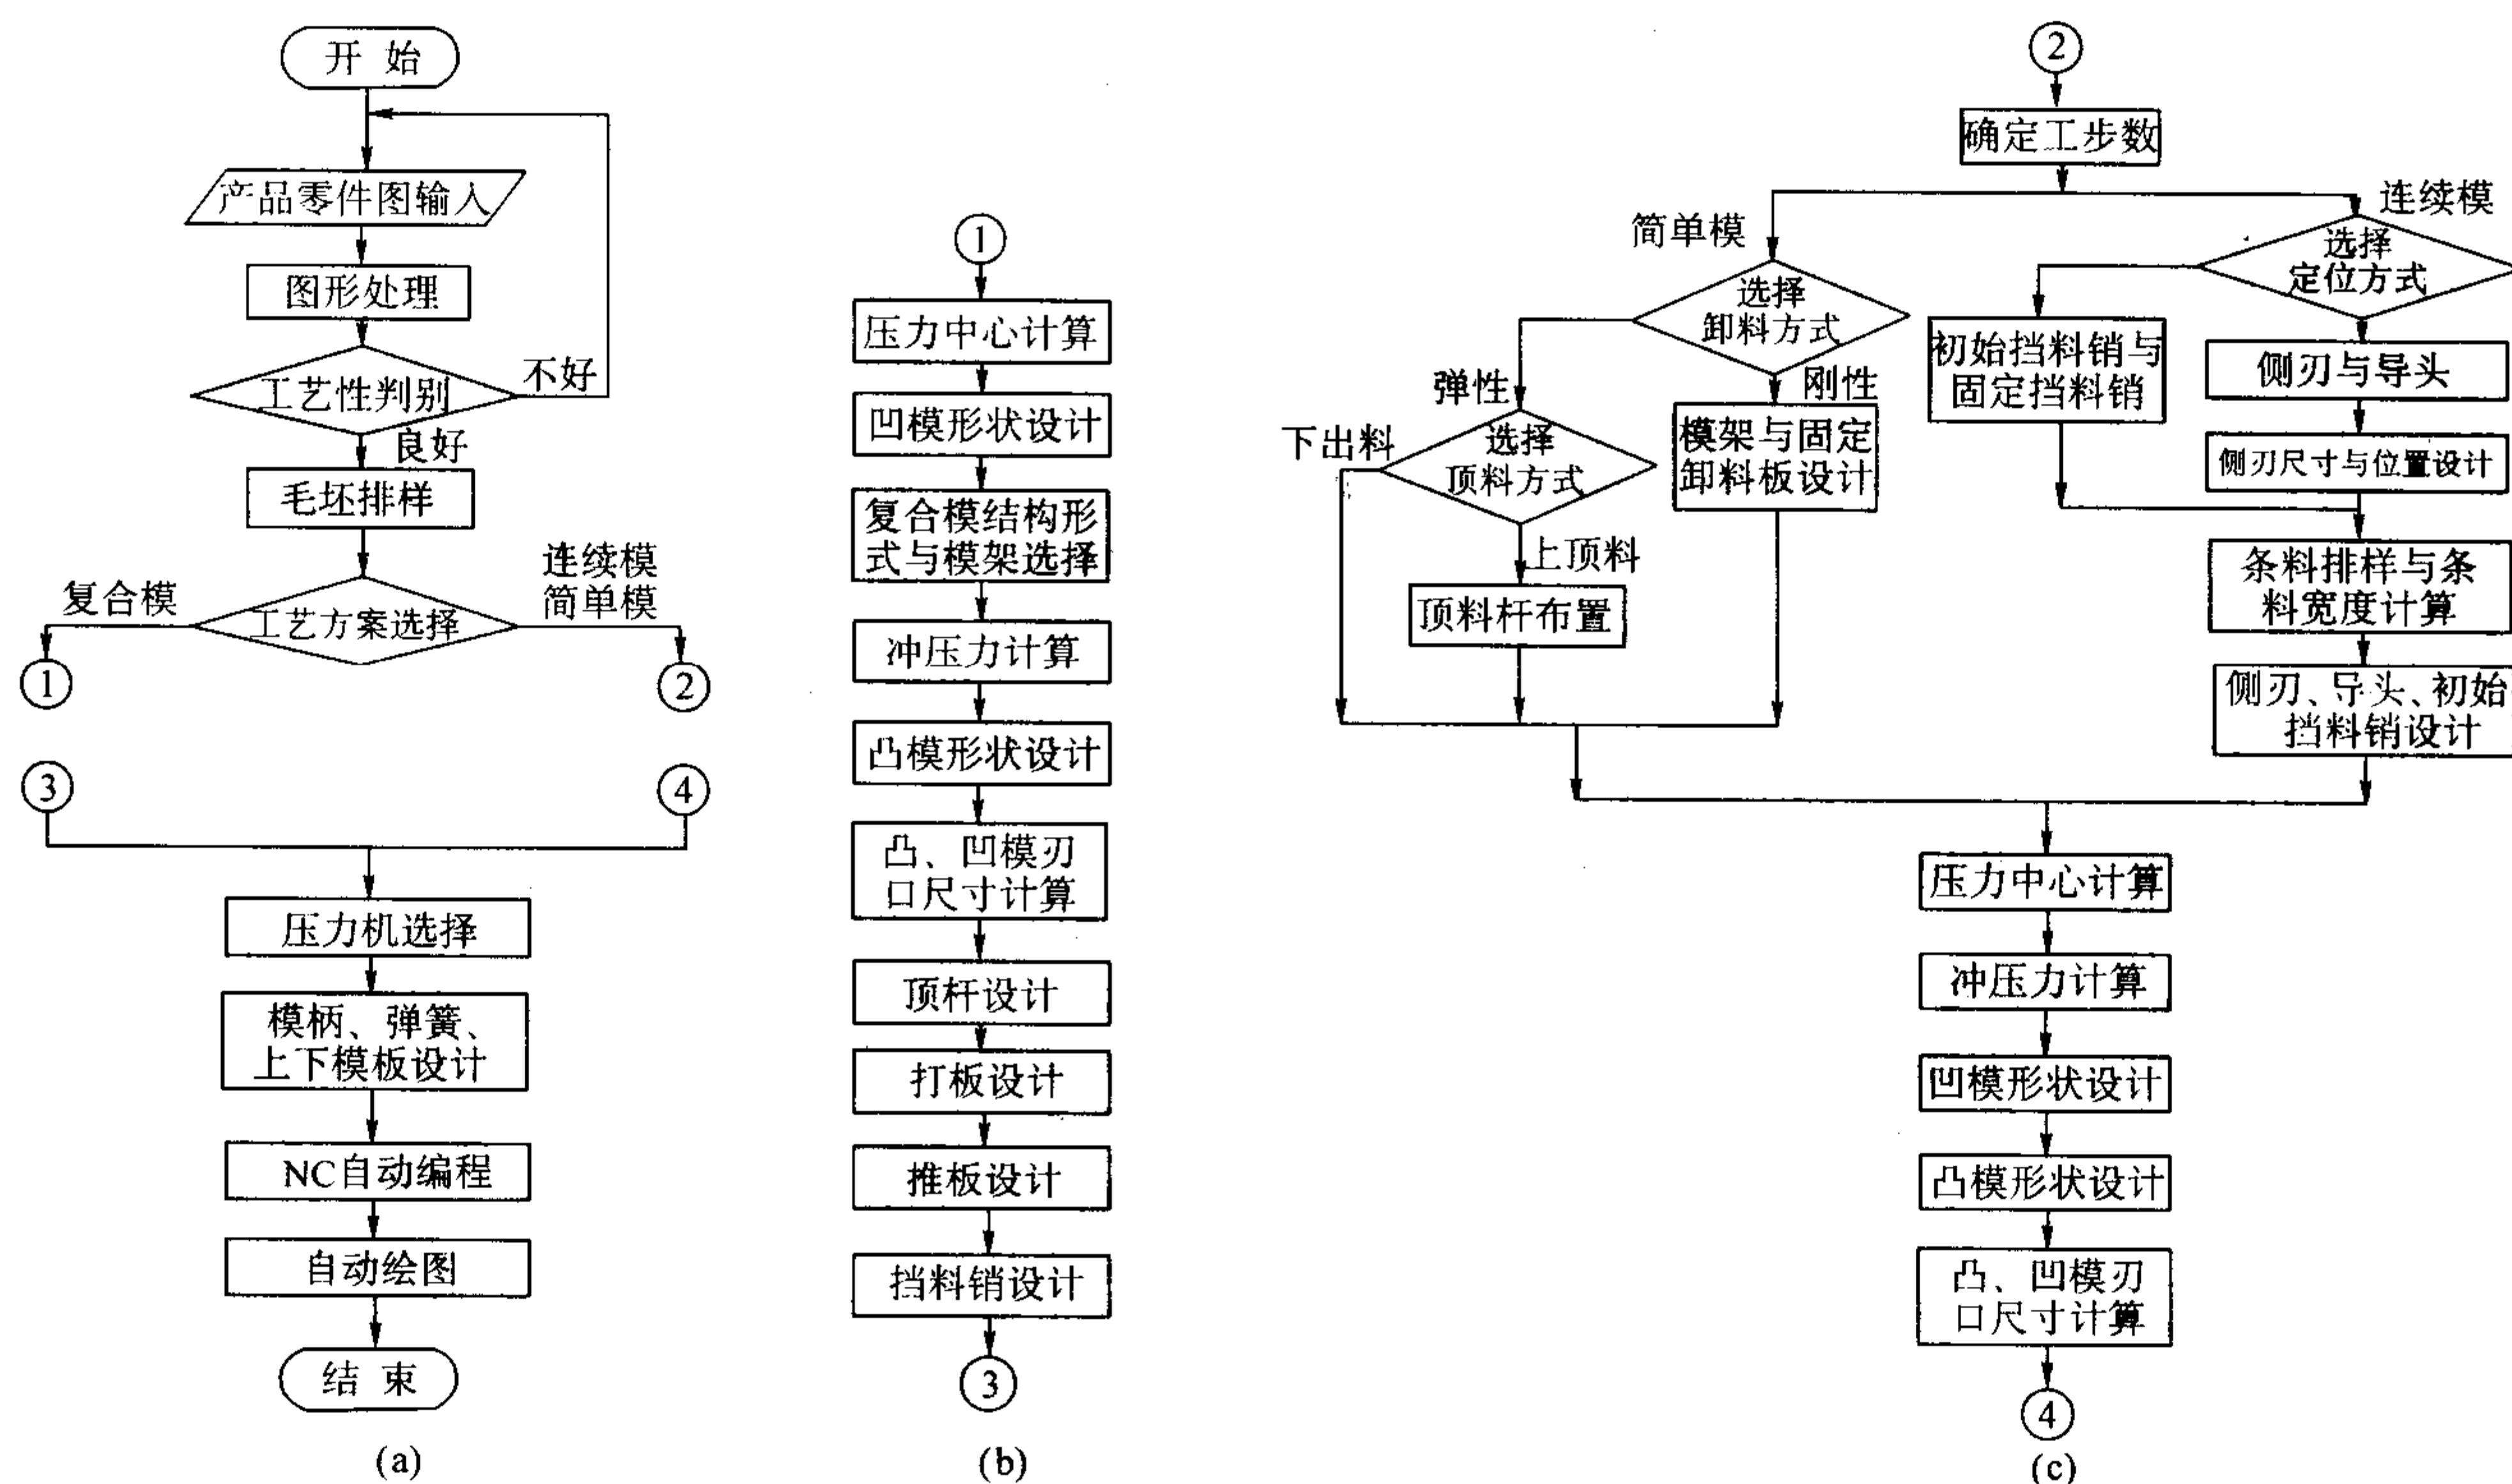 开 始
产品零件图输入
图形处理
工艺性判别
不好
良好
毛坯排样
复合模
连续模
简单模
工艺方案选择
①
②
③
④
压力机选择
模柄、弹簧、
上下模板设计
NC自动编程
自动绘图
结 束
(a)
①
压力中心计算
凹模形状设计
复合模结构形
式与模架选择
冲压力计算
凸模形状设计
凸、凹模刃
口尺寸计算
顶杆设计
打板设计
推板设计
挡料销设计
③
(b)
②
确定工步数
简单模
连续模
选择
卸料方式
选择
定位方式
弹性
刚性
下出料
选择
顶料方式
模架与固定
卸料板设计
上顶料
顶料杆布置
初始挡料销与
固定挡料销
侧刃与导头
侧刃尺寸与位置设计
条料排样与条
料宽度计算
侧刃、导头、初始
挡料销设计
压力中心计算
冲压力计算
凹模形状设计
凸模形状设计
凸、凹模刃
口尺寸计算
④
(c)